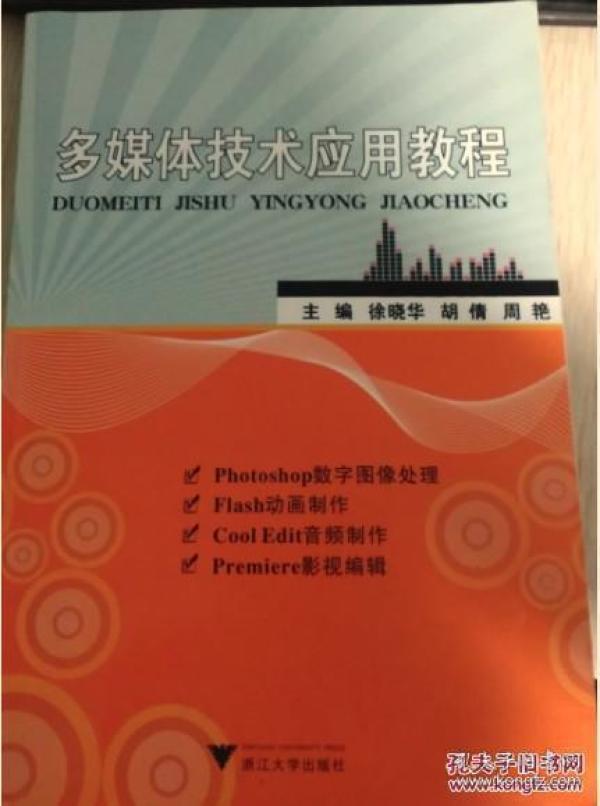 多媒体技术应用教程
DUOMEITI JISHU YINGYONG JIAOCHENG
主 编 徐晓华 胡 倩 周 艳
Photoshop数字图像处理
Flash动画制作
Cool Edit音频制作
Premiere影视编辑
ZHEJIANG UNIVERSITY PRESS
浙江大学出版社
孔夫子旧书网
www.kongfz.com